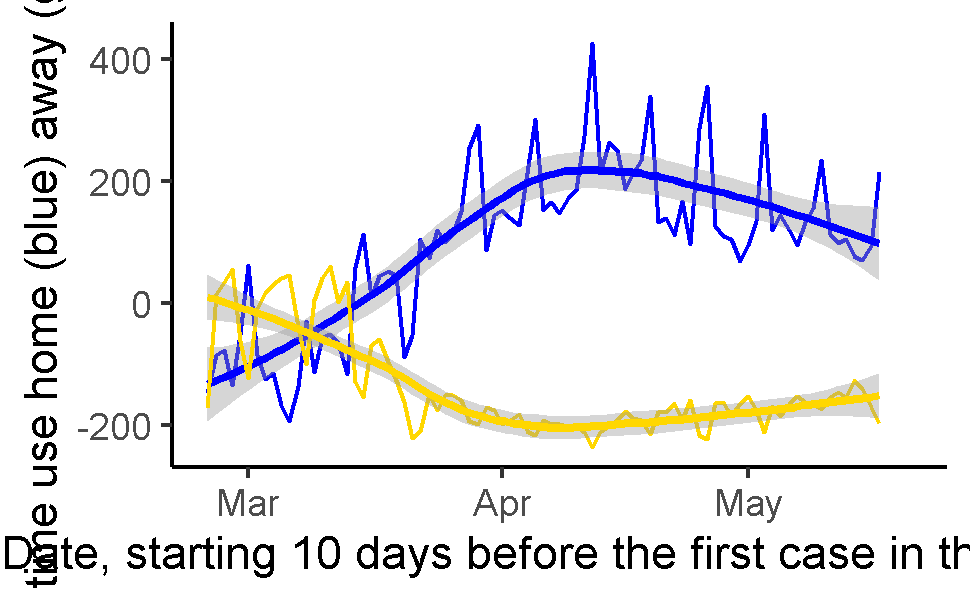 time use home (blue) away (
400
200
0
-200
Mar Apr May
Date, starting 10 days before the first case in th